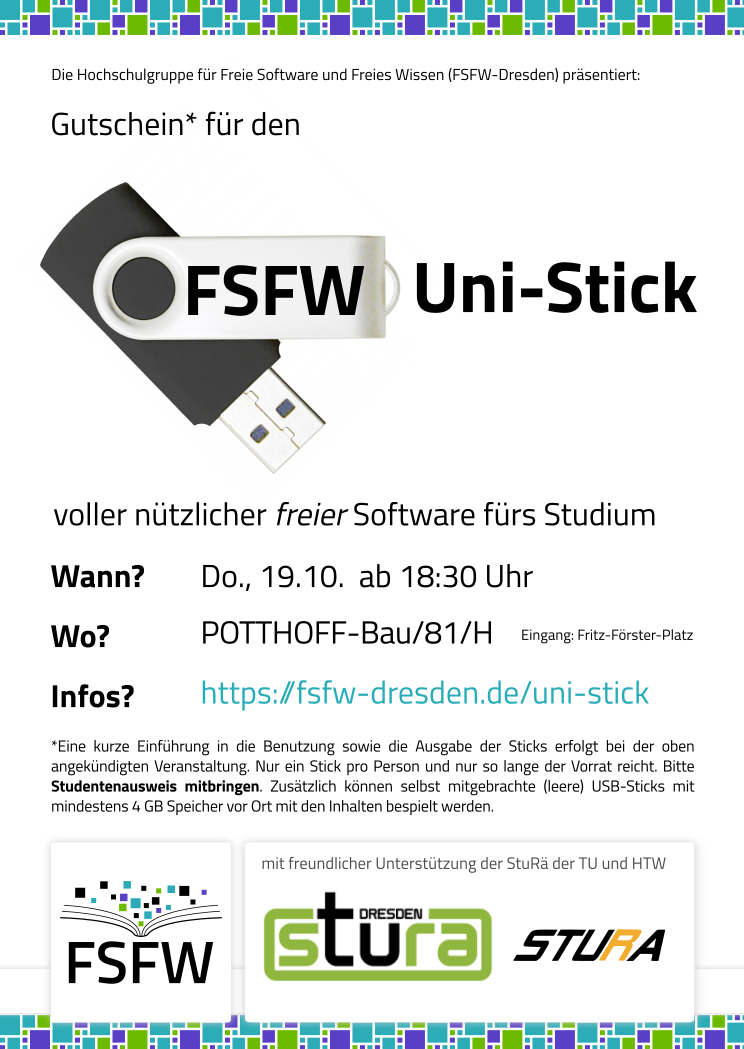 Die Hochschulgruppe für Freie Software und Freies Wissen (FSFW-Dresden) präsentiert:
Gutschein* für den
FSFW Uni-Stick
voller nützlicher freier Software fürs Studium
Wann? Do., 19.10. ab 18:30 Uhr
Wo? POTTHOFF-Bau/81/H Eingang: Fritz-Förster-Platz
Infos? https://fsfw-dresden.de/uni-stick
*Eine kurze Einführung in die Benutzung sowie die Ausgabe der Sticks erfolgt bei der oben
angekündigten Veranstaltung. Nur ein Stick pro Person und nur so lange der Vorrat reicht. Bitte
Studentenausweis mitbringen. Zusätzlich können selbst mitgebrachte (leere) USB-Sticks mit
mindestens 4 GB Speicher vor Ort mit den Inhalten bespielt werden.
FSFW
mit freundlicher Unterstützung der StuRä der TU und HTW
DRESDEN
stura
STURA